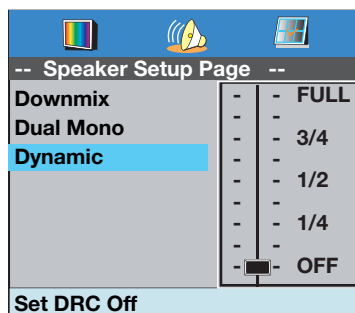 -- Speaker Setup Page --
Downmix
Dual Mono
Dynamic
FULL
3/4
1/2
1/4
OFF
Set DRC Off